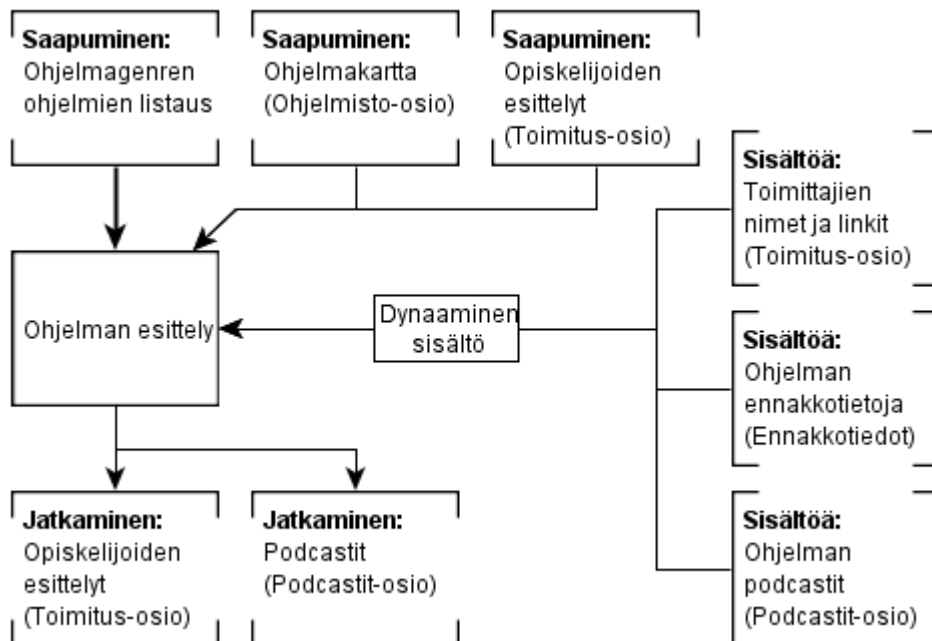 Saapuminen:
Ohjelmagenren
ohjelmien listaus
Saapuminen:
Ohjelmakartta
(Ohjelmisto-osio)
Saapuminen:
Opiskelijoiden
esittelyt
(Toimitus-osio)
Sisältöä:
Toimittajien
nimet ja linkit
(Toimitus-osio)
Ohjelman esittely
Dynaaminen
sisältö
Sisältöä:
Ohjelman
ennakkotietoja
(Ennakkotiedot)
Jatkaminen:
Opiskelijoiden
esittelyt
(Toimitus-osio)
Jatkaminen:
Podcastit
(Podcastit-osio)
Sisältöä:
Ohjelman
podcastit
(Podcastit-osio)